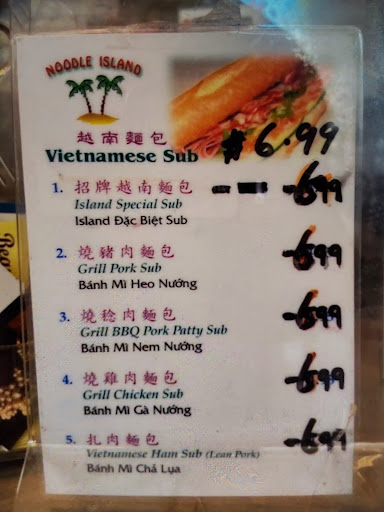 NOODLE ISLAND
越南麵包
Vietnamese Sub $6.99
1. 招牌越南麵包 6.99
Island Special Sub
Island Đặc Biệt Sub
2. 燒豬肉麵包 6.99
Grill Pork Sub
Bánh Mì Heo Nướng
3. 燒稔肉麵包 6.99
Grill BBQ Pork Patty Sub
Bánh Mì Nem Nướng
4. 燒雞肉麵包 6.99
Grill Chicken Sub
Bánh Mì Gà Nướng
5. 扎肉麵包 6.99
Vietnamese Ham Sub (Lean Pork)
Bánh Mì Chả Lụa